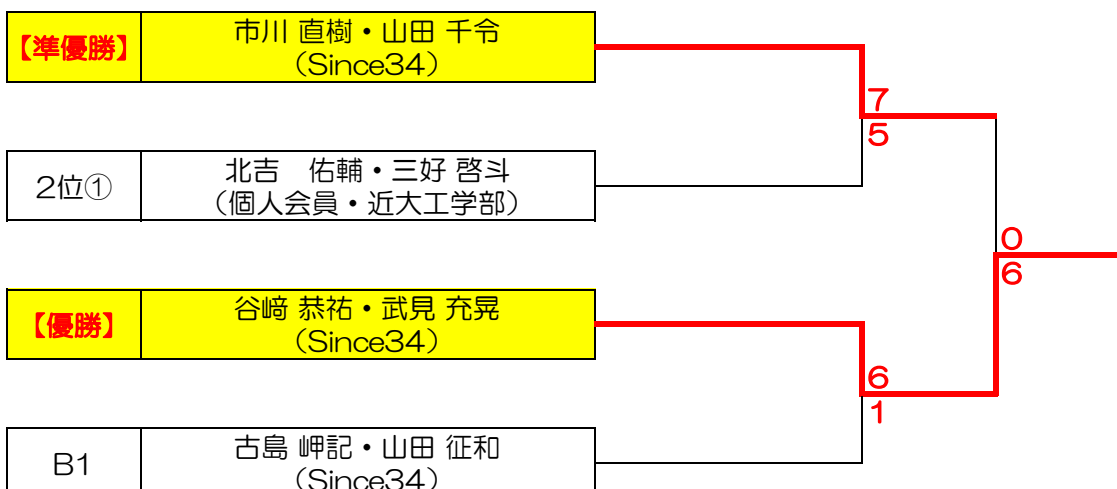 【準優勝】
市川 直樹・山田 千令
（Since34）
7
5
2位①
北吉　佑輔・三好 啓斗
（個人会員・近大工学部）
0
6
【優勝】
谷﨑 恭祐・武見 充晃
（Since34）
6
1
B1
古島 岬記・山田 征和
（Since34）